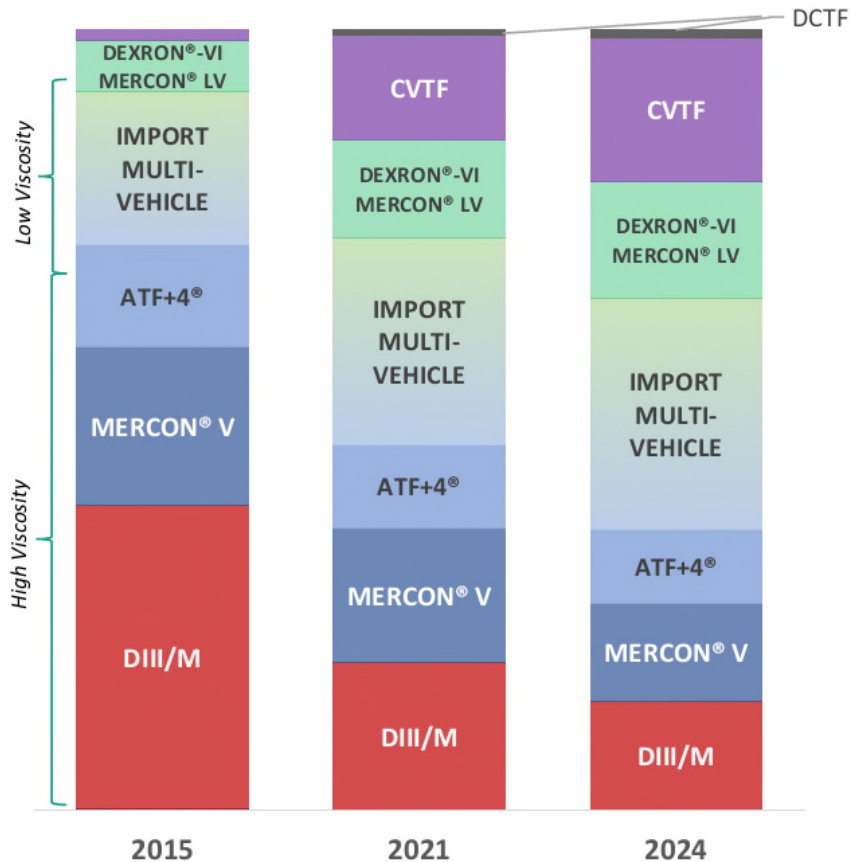 DCTF
Low Viscosity
High Viscosity
DEXRON®-VI
MERCON® LV
IMPORT
MULTI-
VEHICLE
ATF+4®
MERCON® V
DIII/M
2015
CVTF
DEXRON®-VI
MERCON® LV
IMPORT
MULTI-
VEHICLE
ATF+4®
MERCON® V
DIII/M
2021
CVTF
DEXRON®-VI
MERCON® LV
IMPORT
MULTI-
VEHICLE
ATF+4®
MERCON® V
DIII/M
2024